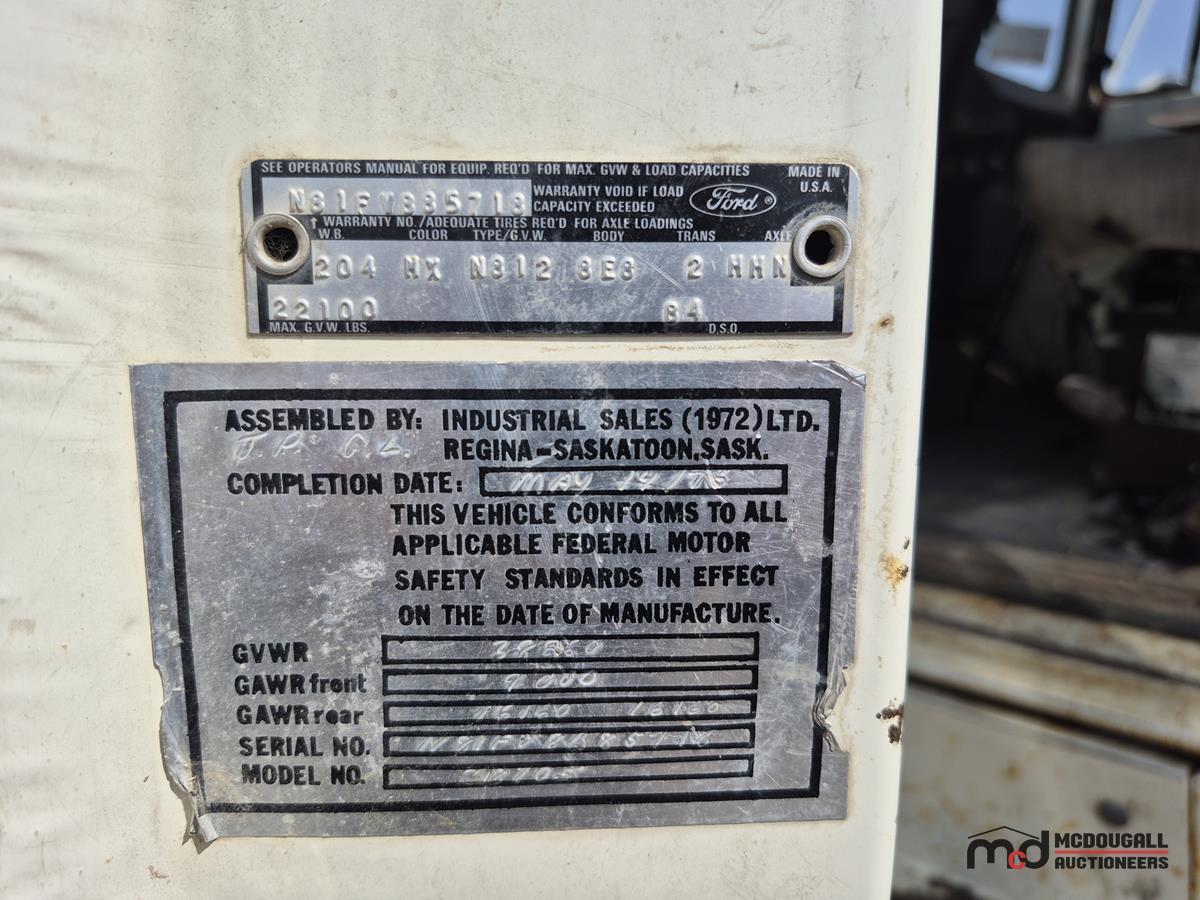 SEE OPERATORS MANUAL FOR EQUIP. REQ'D FOR MAX. GVW & LOAD CAPACITIES
MADE IN U.S.A.
WARRANTY VOID IF LOAD
CAPACITY EXCEEDED
Ford
↑ WARRANTY NO./ADEQUATE TIRES REQ'D FOR AXLE LOADINGS
W.B. COLOR TYPE/G.V.W. BODY TRANS AXLE
204 HX N812 8E8 2 HHN
22100 84
MAX. G.V.W. LBS. D.S.O.
ASSEMBLED BY: INDUSTRIAL SALES (1972) LTD.
REGINA-SASKATOON, SASK.
COMPLETION DATE: MAY
THIS VEHICLE CONFORMS TO ALL
APPLICABLE FEDERAL MOTOR
SAFETY STANDARDS IN EFFECT
ON THE DATE OF MANUFACTURE.
GVWR
GAWR front 9000
GAWR rear
SERIAL NO.
MODEL NO.
mcd MCDOUGALL
AUCTIONEERS